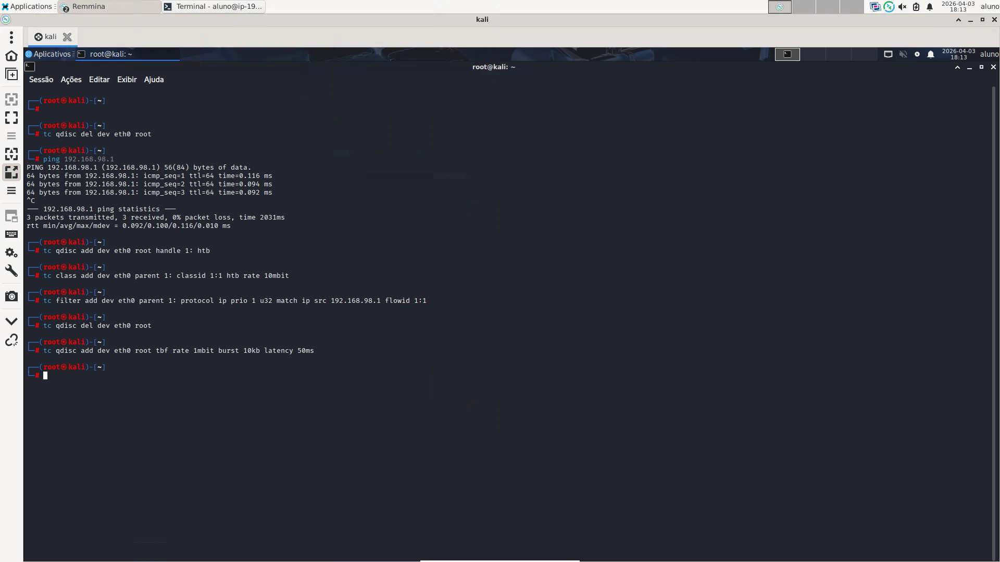 Applications
2
Remmina
Terminal - aluno@ip-19...
2026-04-03
18:13
aluno
kali
kali
Aplicativos
root@kali: ~
2026-04-03
18:13
aluno
root@kali: ~
Sessão Ações Editar Exibir Ajuda
┌──(root㉿kali)-[~]
└─#
┌──(root㉿kali)-[~]
└─# tc qdisc del dev eth0 root
┌──(root㉿kali)-[~]
└─# ping 192.168.98.1
PING 192.168.98.1 (192.168.98.1) 56(84) bytes of data.
64 bytes from 192.168.98.1: icmp_seq=1 ttl=64 time=0.116 ms
64 bytes from 192.168.98.1: icmp_seq=2 ttl=64 time=0.094 ms
64 bytes from 192.168.98.1: icmp_seq=3 ttl=64 time=0.092 ms
^C
--- 192.168.98.1 ping statistics ---
3 packets transmitted, 3 received, 0% packet loss, time 2031ms
rtt min/avg/max/mdev = 0.092/0.100/0.116/0.010 ms
┌──(root㉿kali)-[~]
└─# tc qdisc add dev eth0 root handle 1: htb
┌──(root㉿kali)-[~]
└─# tc class add dev eth0 parent 1: classid 1:1 htb rate 10mbit
┌──(root㉿kali)-[~]
└─# tc filter add dev eth0 parent 1: protocol ip prio 1 u32 match ip src 192.168.98.1 flowid 1:1
┌──(root㉿kali)-[~]
└─# tc qdisc del dev eth0 root
┌──(root㉿kali)-[~]
└─# tc qdisc add dev eth0 root tbf rate 1mbit burst 10kb latency 50ms
┌──(root㉿kali)-[~]
└─#